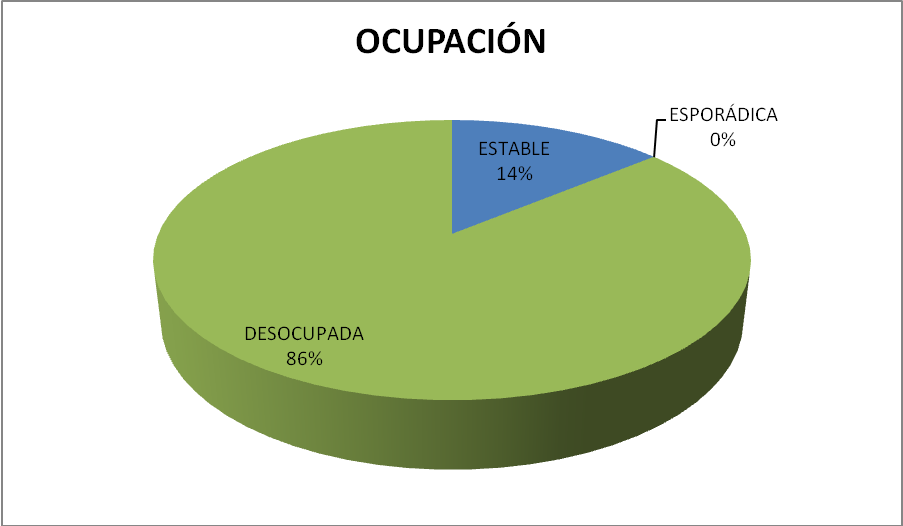 OCUPACIÓN
ESPORÁDICA
0%
ESTABLE
14%
DESOCUPADA
86%